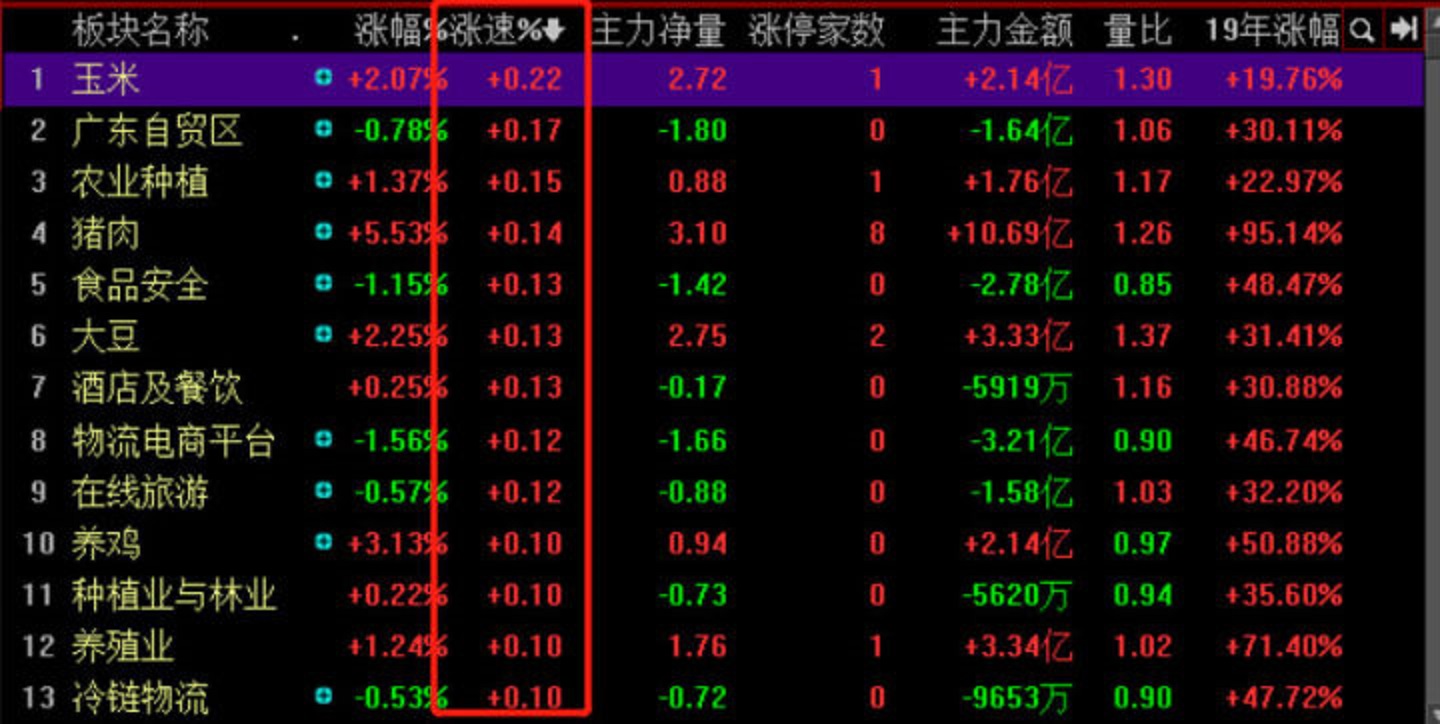 板块名称 . 涨幅% 涨速% 主力净量 涨停家数 主力金额 量比 19年涨幅
1 玉米 +2.07% +0.22 2.72 1 +2.14亿 1.30 +19.76%
2 广东自贸区 -0.78% +0.17 -1.80 0 -1.64亿 1.06 +30.11%
3 农业种植 +1.37% +0.15 0.88 1 +1.76亿 1.17 +22.97%
4 猪肉 +5.53% +0.14 3.10 8 +10.69亿 1.26 +95.14%
5 食品安全 -1.15% +0.13 -1.42 0 -2.78亿 0.85 +48.47%
6 大豆 +2.25% +0.13 2.75 2 +3.33亿 1.37 +31.41%
7 酒店及餐饮 +0.25% +0.13 -0.17 0 -5919万 1.16 +30.88%
8 物流电商平台 -1.56% +0.12 -1.66 0 -3.21亿 0.90 +46.74%
9 在线旅游 -0.57% +0.12 -0.88 0 -1.58亿 1.03 +32.20%
10 养鸡 +3.13% +0.10 0.94 0 +2.14亿 0.97 +50.88%
11 种植业与林业 +0.22% +0.10 -0.73 0 -5620万 0.94 +35.60%
12 养殖业 +1.24% +0.10 1.76 1 +3.34亿 1.02 +71.40%
13 冷链物流 -0.53% +0.10 -0.72 0 -9653万 0.90 +47.72%